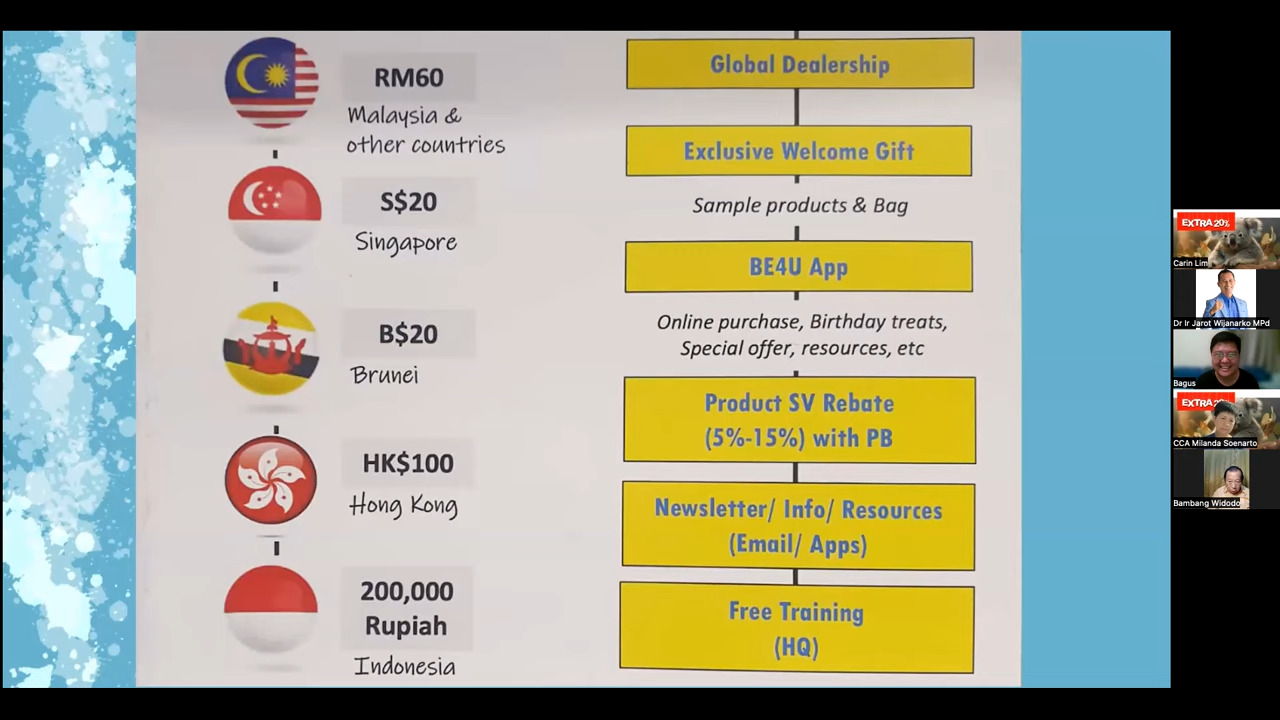 RM60
Malaysia &
other countries
S$20
Singapore
B$20
Brunei
HK$100
Hong Kong
200,000
Rupiah
Indonesia
Global Dealership
Exclusive Welcome Gift
Sample products & Bag
BE4U App
Online purchase, Birthday treats,
Special offer, resources, etc
Product SV Rebate
(5%-15%) with PB
Newsletter/ Info/ Resources
(Email/ Apps)
Free Training
(HQ)
EXTRA 20%
Carin Lim
Dr Ir Jarot Wijanarko MPd
Bagus
EXTRA
CCA Milanda Soenarto
Bambang Widodo